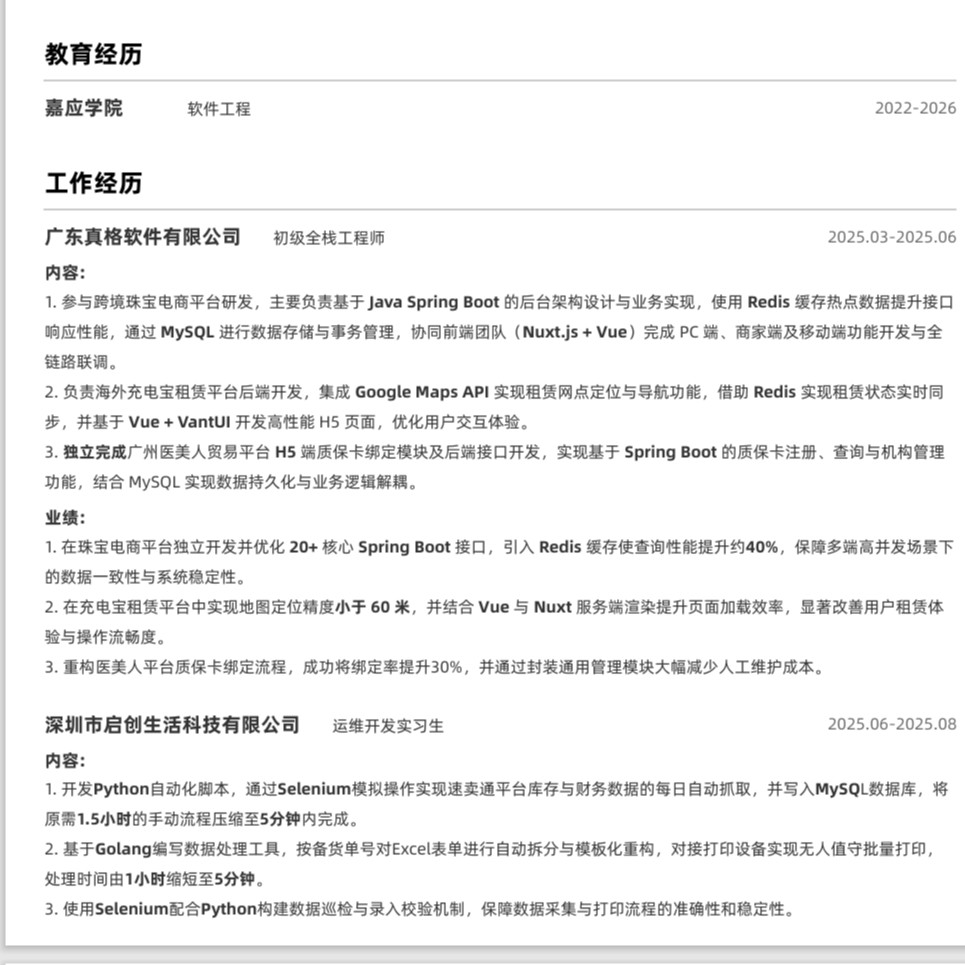 教育经历
嘉应学院 软件工程 2022-2026
工作经历
广东真格软件有限公司 初级全栈工程师 2025.03-2025.06
内容：
1. 参与跨境珠宝电商平台研发，主要负责基于 Java Spring Boot 的后台架构设计与业务实现，使用 Redis 缓存热点数据提升接口
响应性能，通过 MySQL 进行数据存储与事务管理，协同前端团队（Nuxt.js + Vue）完成 PC 端、商家端及移动端功能开发与全
链路联调。
2. 负责海外充电宝租赁平台后端开发，集成 Google Maps API 实现租赁网点定位与导航功能，借助 Redis 实现租赁状态实时同
步，并基于 Vue + VantUI 开发高性能 H5 页面，优化用户交互体验。
3. 独立完成广州医美人贸易平台 H5 端质保卡绑定模块及后端接口开发，实现基于 Spring Boot 的质保卡注册、查询与机构管理
功能，结合 MySQL 实现数据持久化与业务逻辑解耦。
业绩：
1. 在珠宝电商平台独立开发并优化 20+ 核心 Spring Boot 接口，引入 Redis 缓存使查询性能提升约40%，保障多端高并发场景下
的数据一致性与系统稳定性。
2. 在充电宝租赁平台中实现地图定位精度小于 60 米，并结合 Vue 与 Nuxt 服务端渲染提升页面加载效率，显著改善用户租赁体
验与操作流畅度。
3. 重构医美人平台质保卡绑定流程，成功将绑定率提升30%，并通过封装通用管理模块大幅减少人工维护成本。
深圳市启创生活科技有限公司 运维开发实习生 2025.06-2025.08
内容：
1. 开发Python自动化脚本，通过Selenium模拟操作实现速卖通平台库存与财务数据的每日自动抓取，并写入MySQL数据库，将
原需1.5小时的手动流程压缩至5分钟内完成。
2. 基于Golang编写数据处理工具，按备货单号对Excel表单进行自动拆分与模板化重构，对接打印设备实现无人值守批量打印，
处理时间由1小时缩短至5分钟。
3. 使用Selenium配合Python构建数据巡检与录入校验机制，保障数据采集与打印流程的准确性和稳定性。